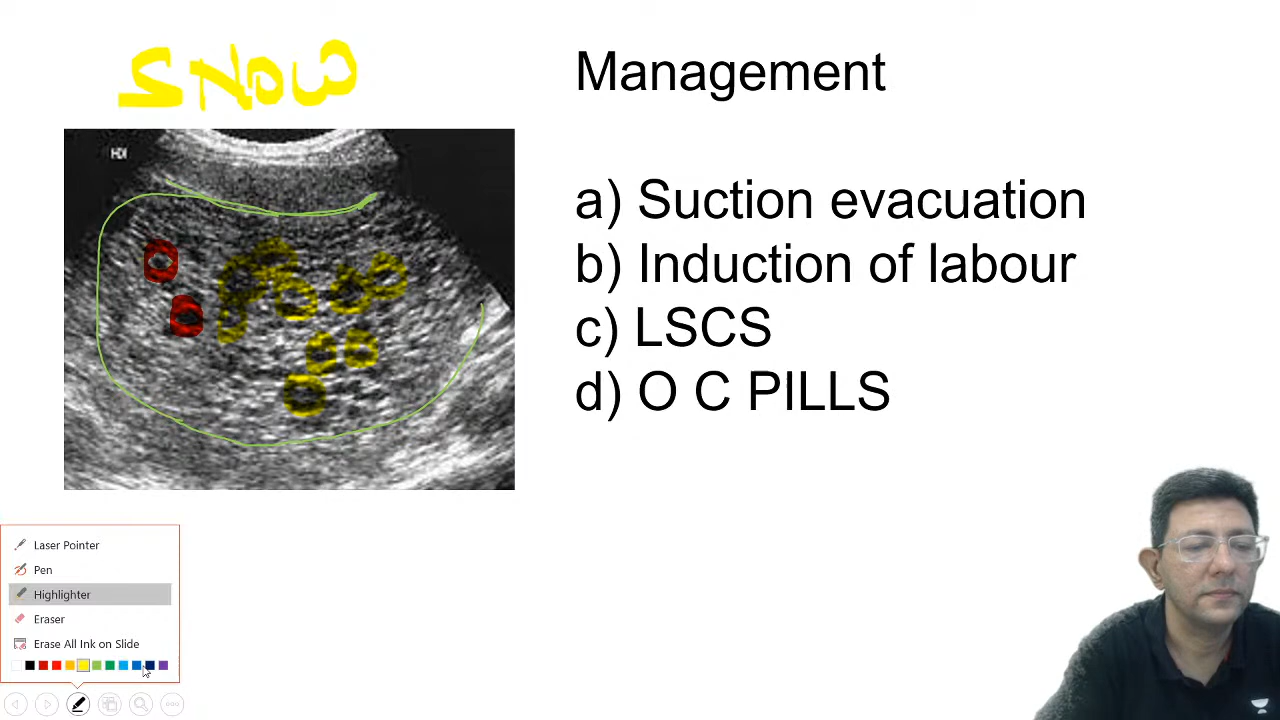 SNOW
Management
HDI
a) Suction evacuation
b) Induction of labour
c) LSCS
d) O C PILLS
Laser Pointer
Pen
Highlighter
Eraser
Erase All Ink on Slide